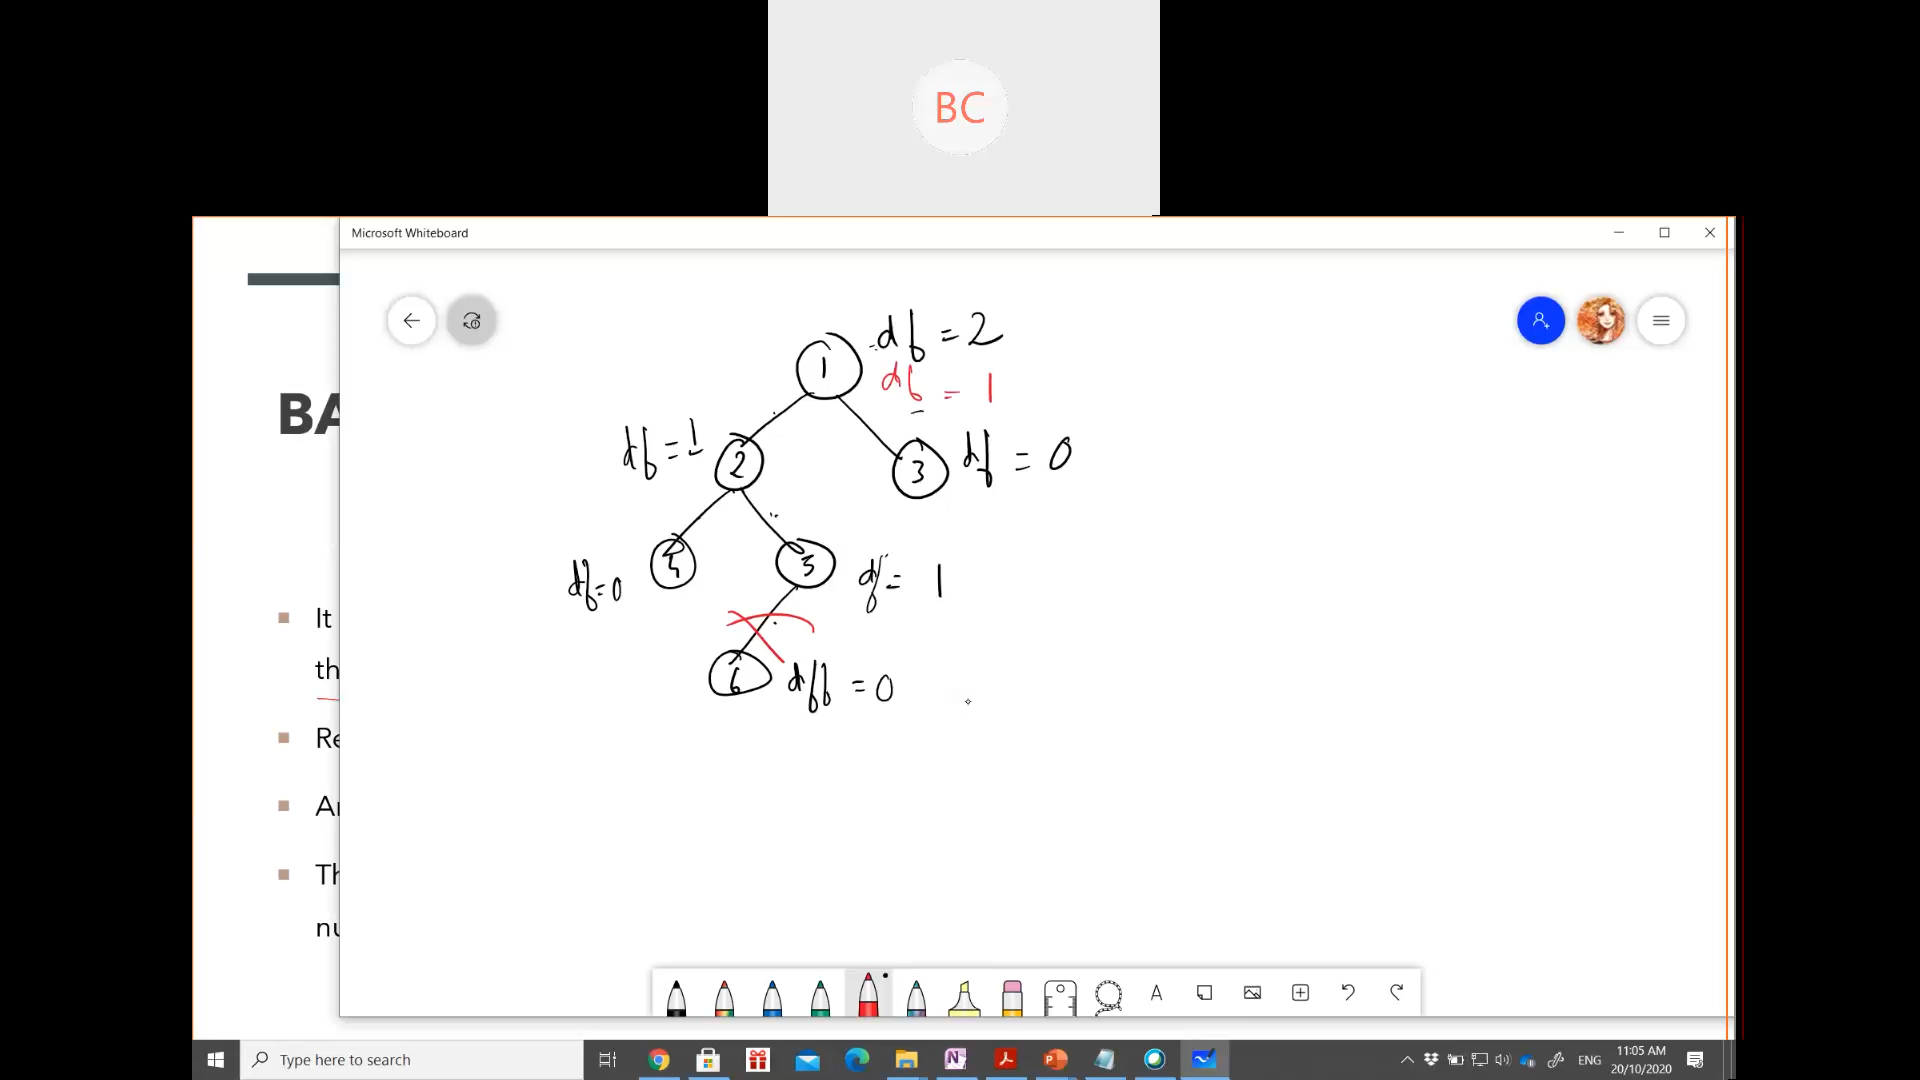 BC
Microsoft Whiteboard
df = 2
1
df = 1
df = 1
2
3
df = 0
BA
df=0
5
df = 1
It
6
dff = 0
th
Re
Ar
Th
nu
A
Type here to search
ENG
11:05 AM
20/10/2020